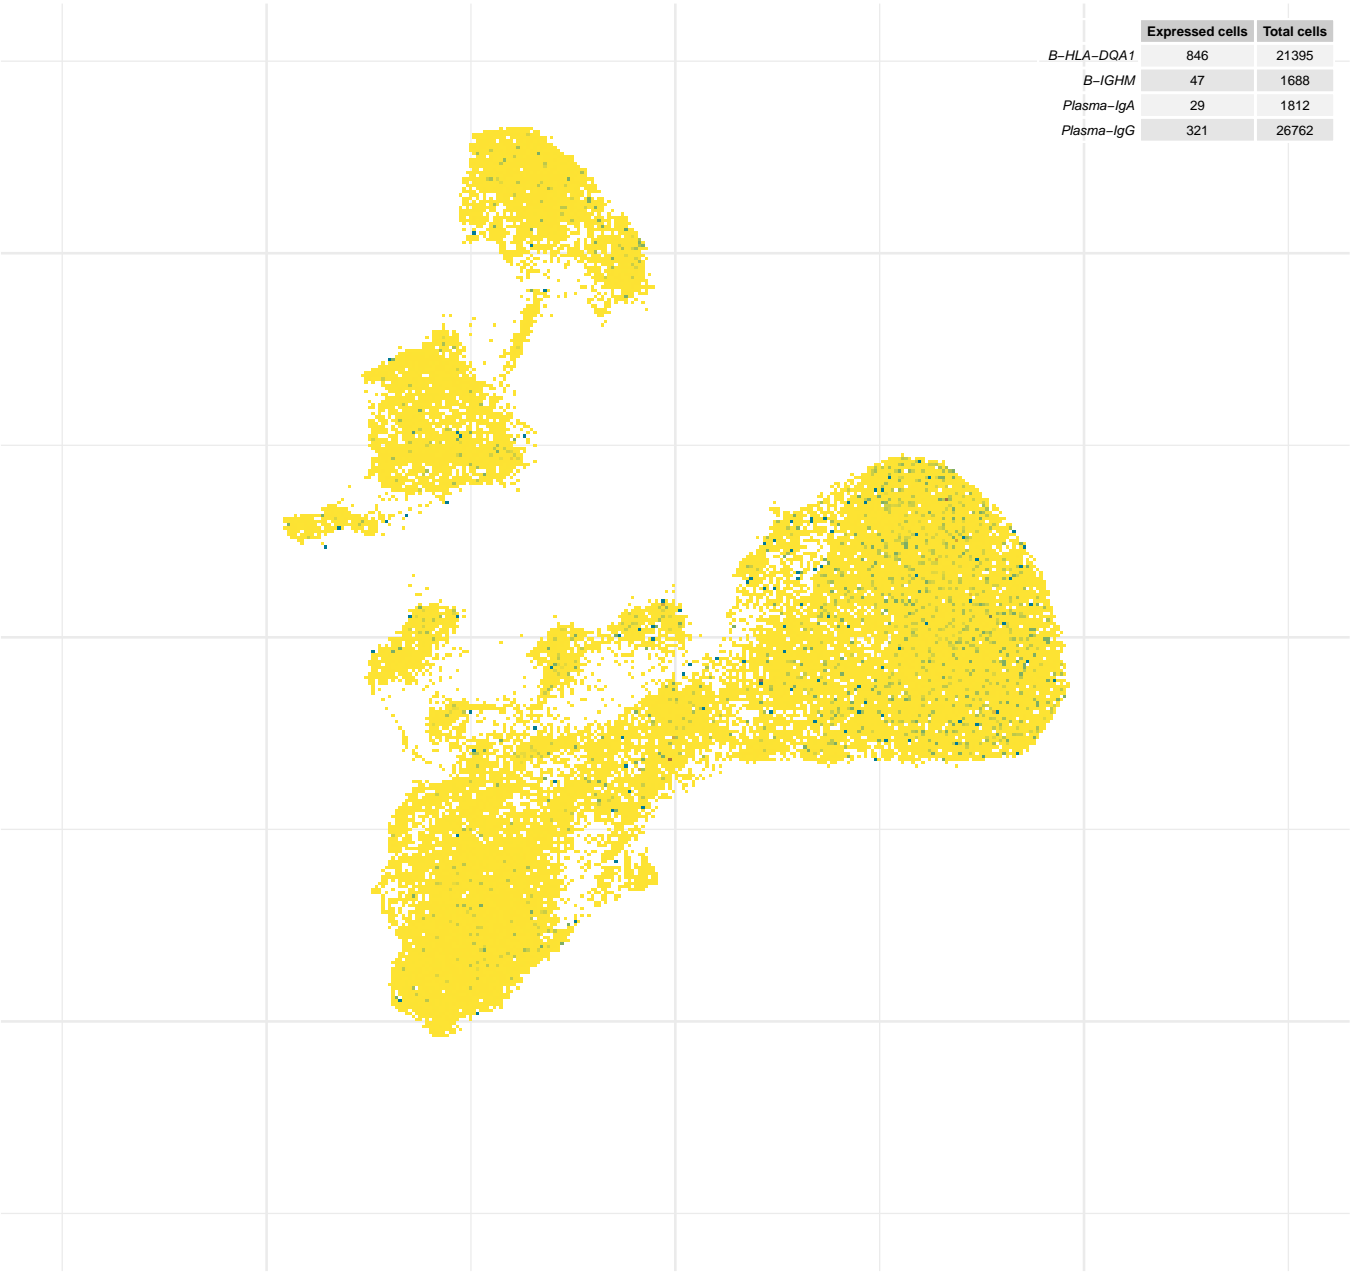 Expressed cells Total cells
B−HLA−DQA1 846 21395
B−IGHM 47 1688
Plasma−IgA 29 1812
Plasma−IgG 321 26762